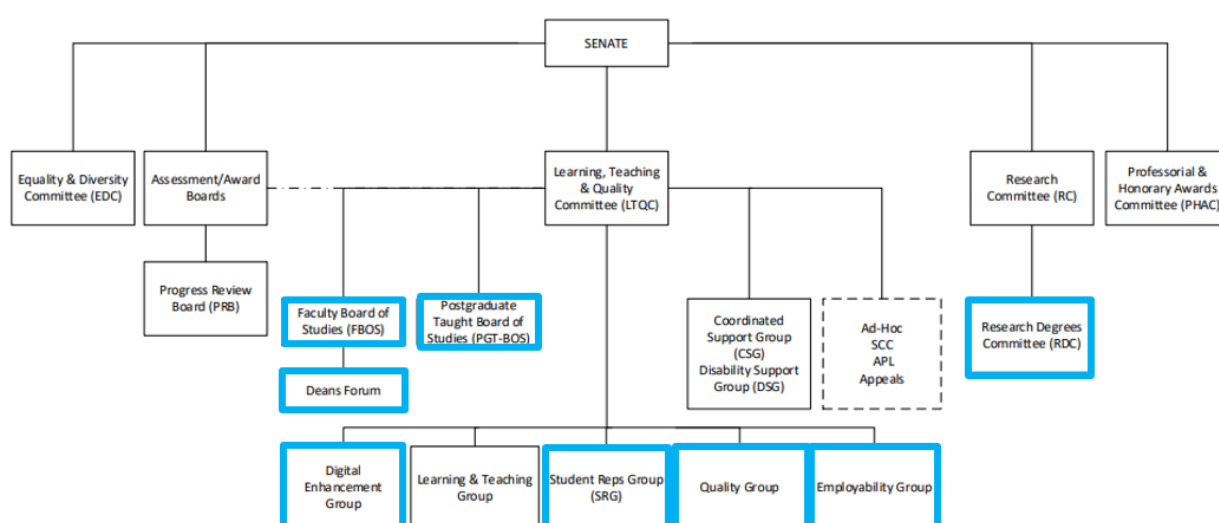 SENATE
Equality & Diversity
Committee (EDC)
Assessment/Award
Boards
Learning, Teaching
& Quality
Committee (LTQC)
Research
Committee (RC)
Professorial &
Honorary Awards
Committee (PHAC)
Progress Review
Board (PRB)
Faculty Board of
Studies (FBOS)
Postgraduate
Taught Board of
Studies (PGT-BOS)
Coordinated
Support Group
(CSG)
Disability Support
Group (DSG)
Ad-Hoc
SCC
APL
Appeals
Research Degrees
Committee (RDC)
Deans Forum
Digital
Enhancement
Group
Learning & Teaching
Group
Student Reps Group
(SRG)
Quality Group
Employability Group